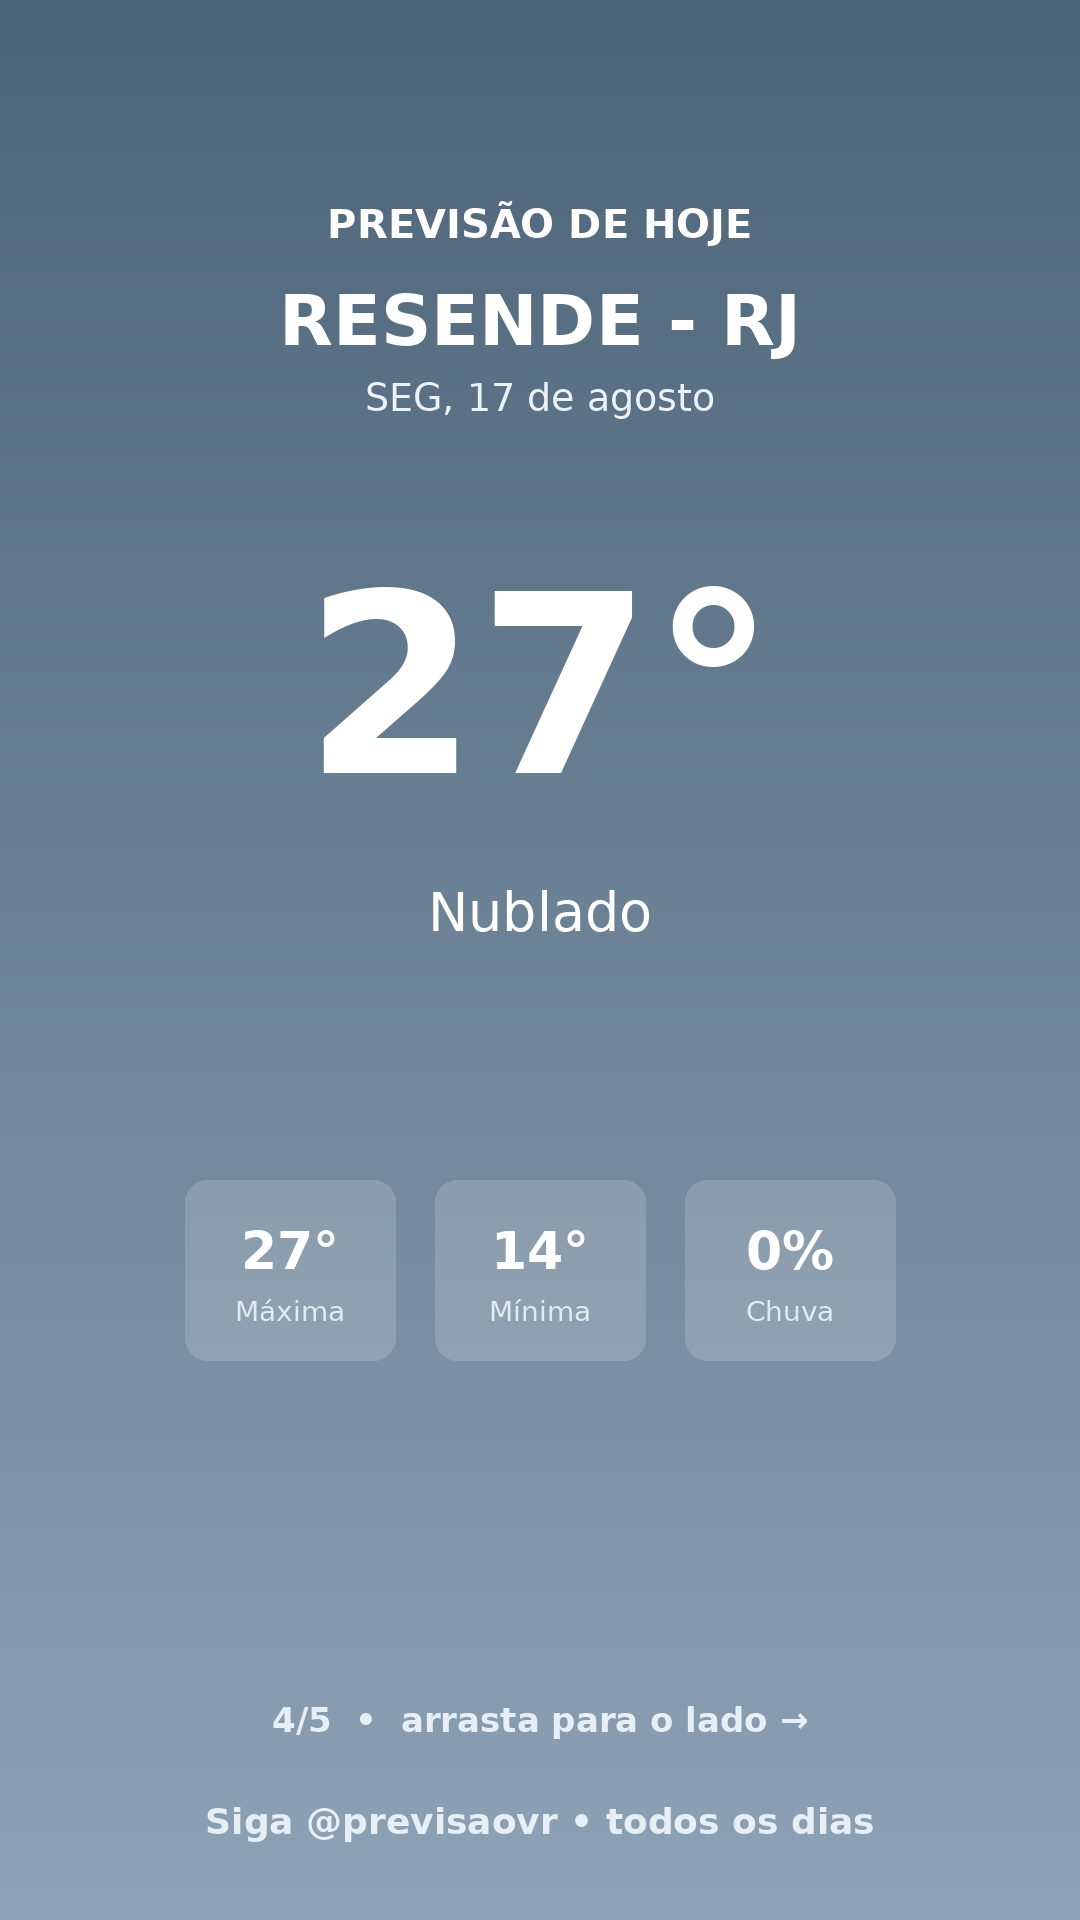 PREVISÃO DE HOJE
RESENDE - RJ
SEG, 17 de agosto
27°
Nublado
27° 14° 0%
Máxima Mínima Chuva
4/5 • arrasta para o lado →
Siga @previsaovr • todos os dias